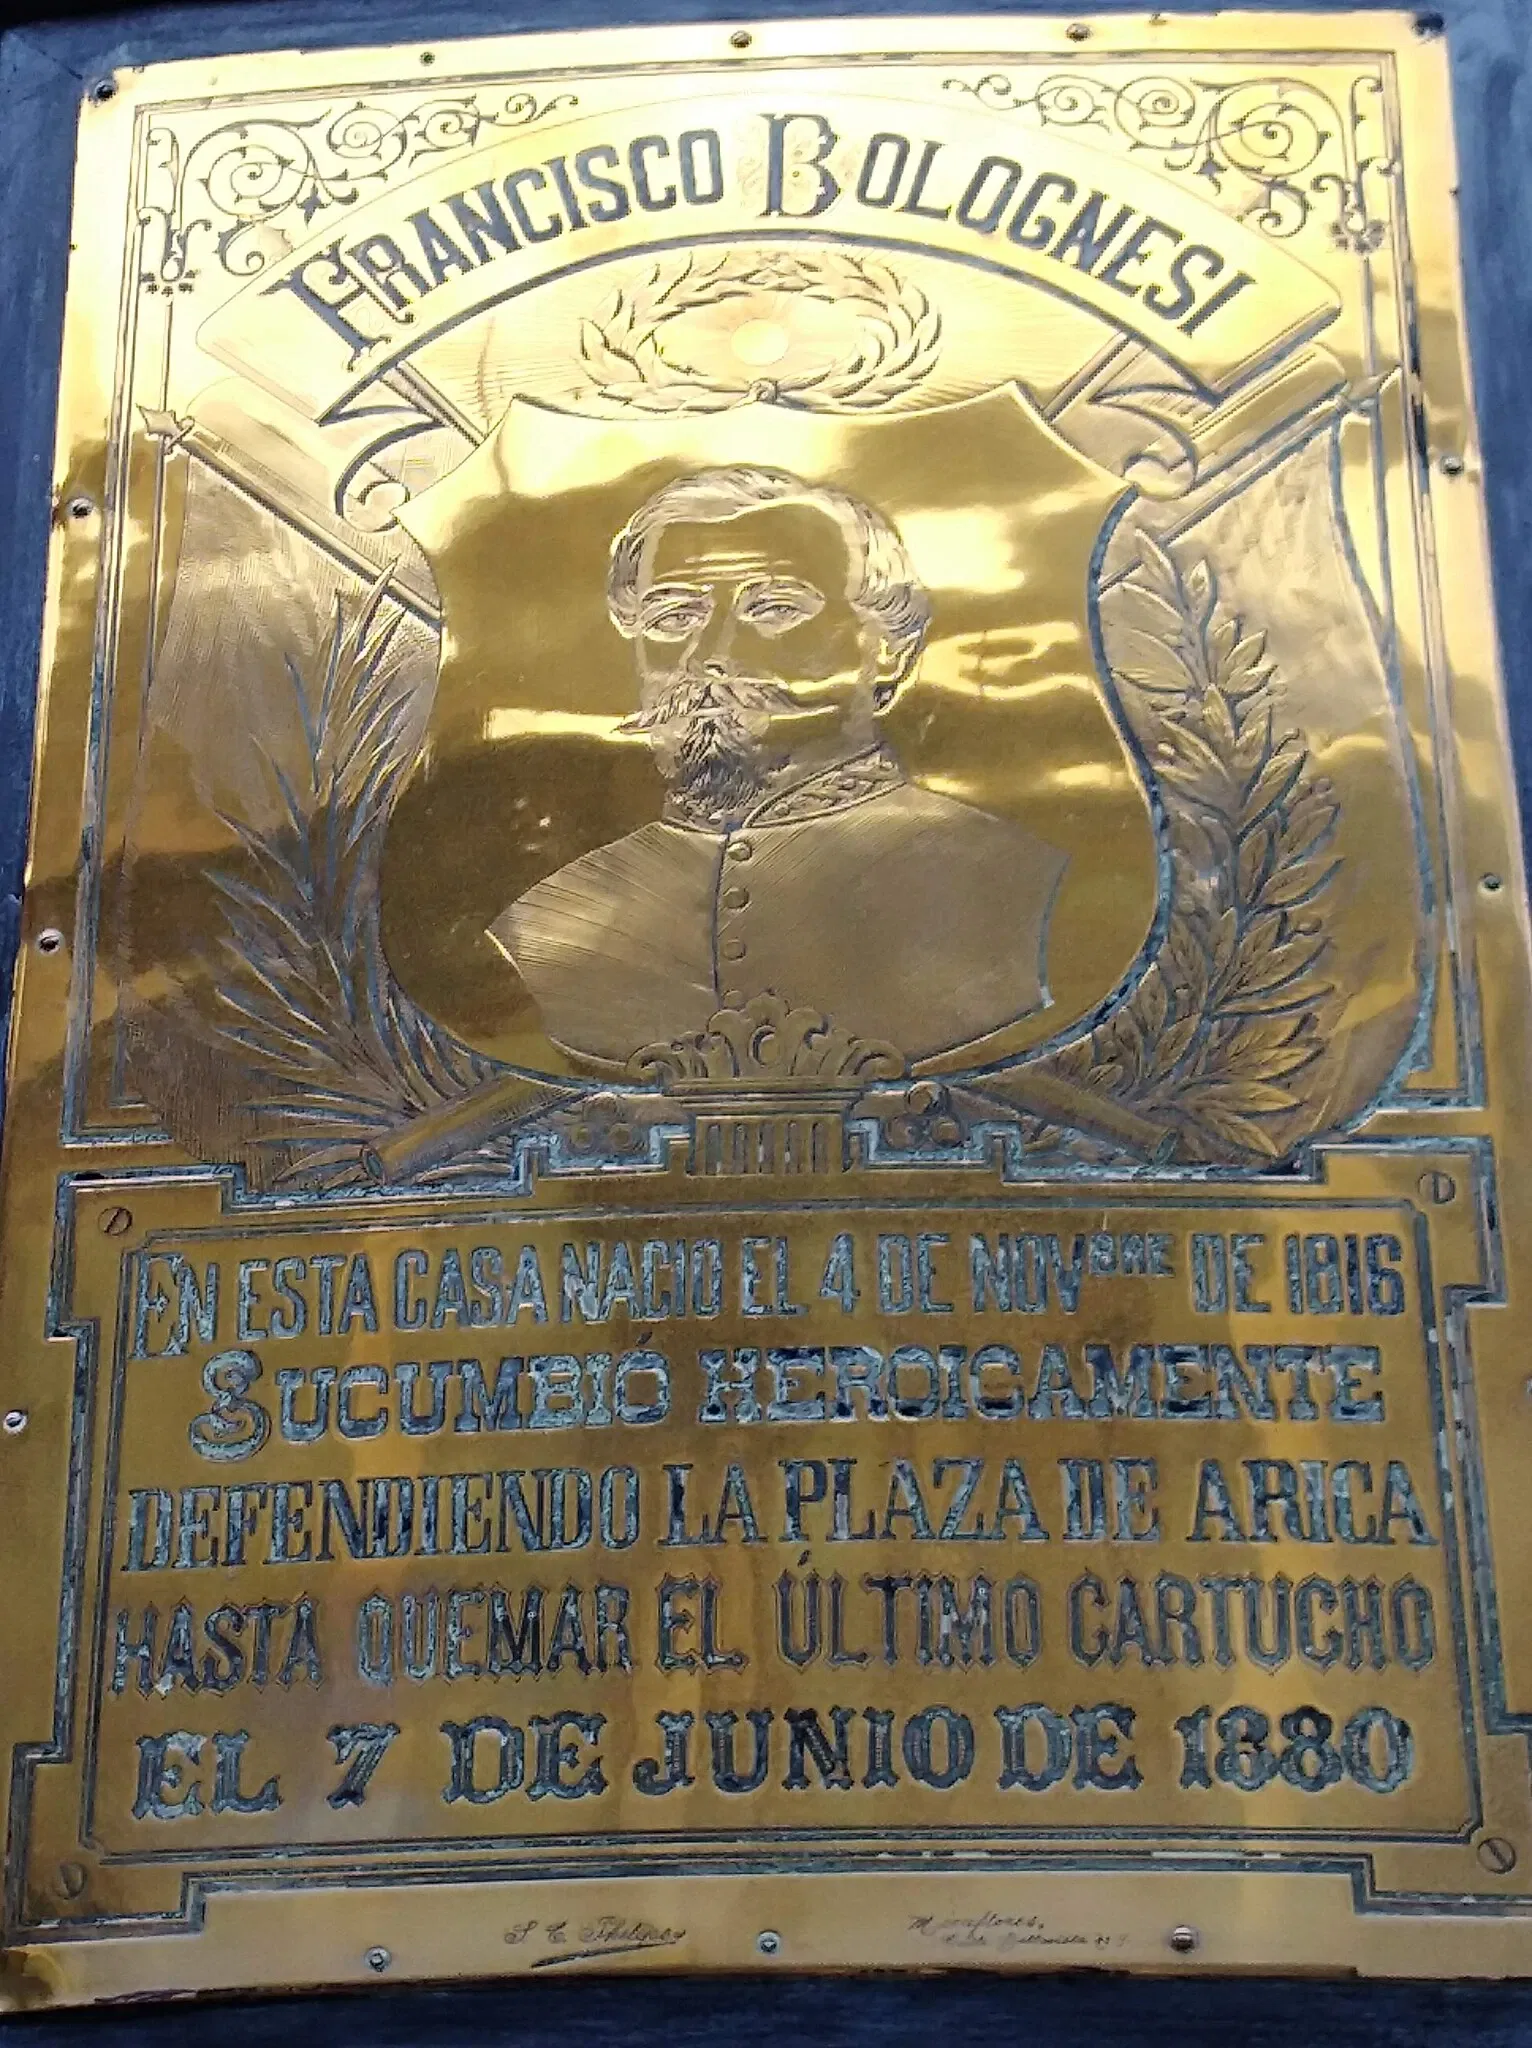 FRANCISCO BOLOGNESI
EN ESTA CASA NACIO EL 4 DE NOVBRE DE 1816
SUCUMBIÓ HEROICAMENTE
DEFENDIENDO LA PLAZA DE ARICA
HASTA QUEMAR EL ÚLTIMO CARTUCHO
EL 7 DE JUNIO DE 1880
Miraflores.